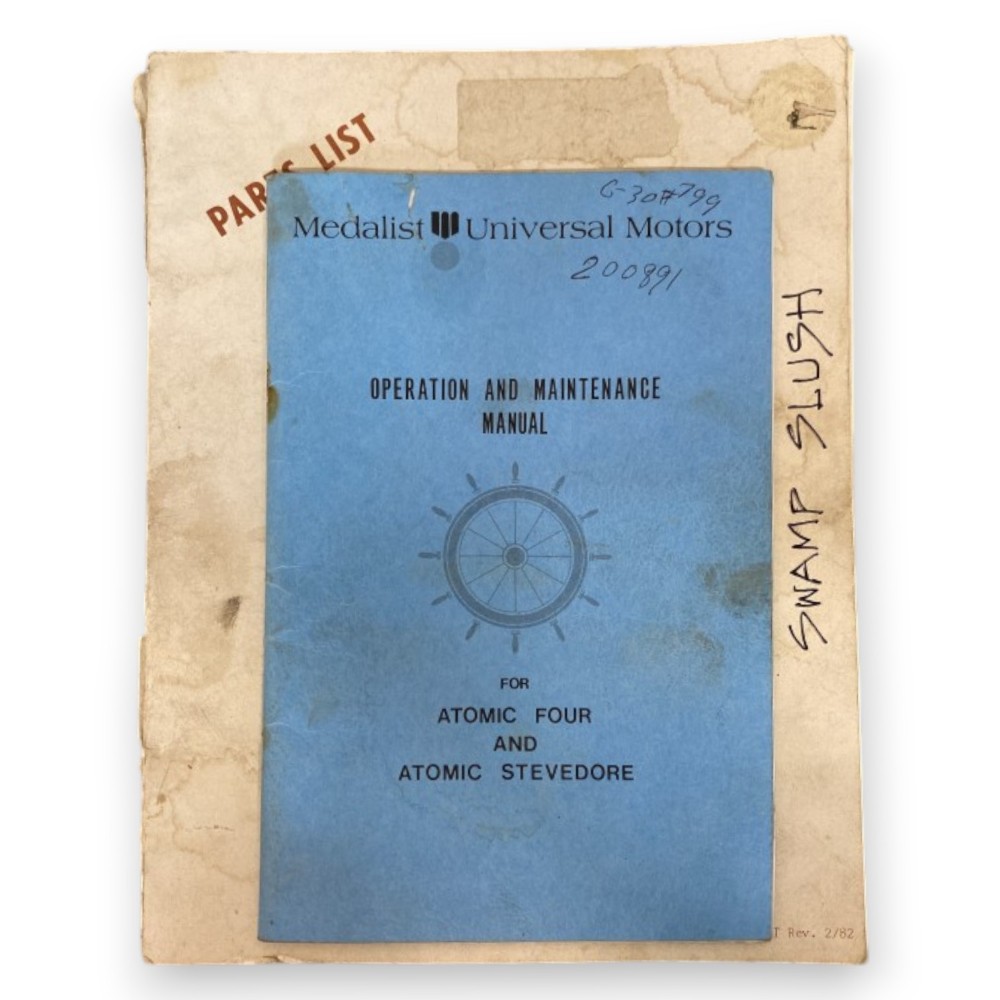 PARTS LIST
C-30#799
Medalist Universal Motors
200891
OPERATION AND MAINTENANCE
MANUAL
FOR
ATOMIC FOUR
AND
ATOMIC STEVEDORE
SWAMP SLUSH
T Rev. 2/82